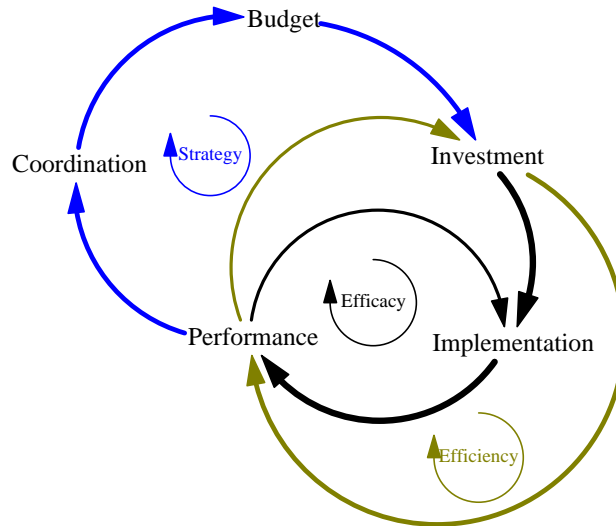 Budget
Strategy
Investment
Coordination
Efficacy
Performance
Implementation
Efficiency